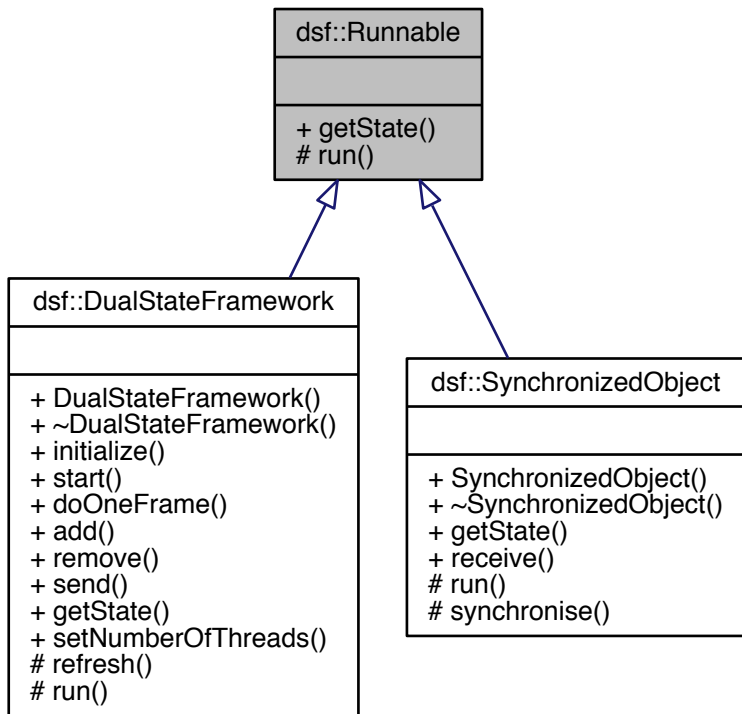 dsf::Runnable
+ getState()
# run()
dsf::DualStateFramework
+ DualStateFramework()
+ ~DualStateFramework()
+ initialize()
+ start()
+ doOneFrame()
+ add()
+ remove()
+ send()
+ getState()
+ setNumberOfThreads()
# refresh()
# run()
dsf::SynchronizedObject
+ SynchronizedObject()
+ ~SynchronizedObject()
+ getState()
+ receive()
# run()
# synchronise()